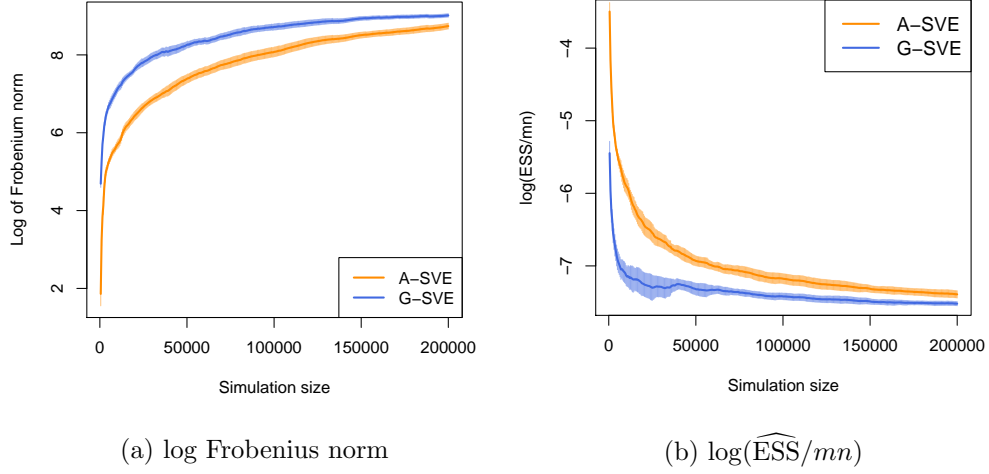 Log of Frobenium norm
8
6
4
2
A−SVE
G−SVE
0 50000 100000 150000 200000
Simulation size
(a) log Frobenius norm
log(ESS/mn)
−4
−5
−6
−7
A−SVE
G−SVE
0 50000 100000 150000 200000
Simulation size
(b) log(\widehat{ESS}/mn)